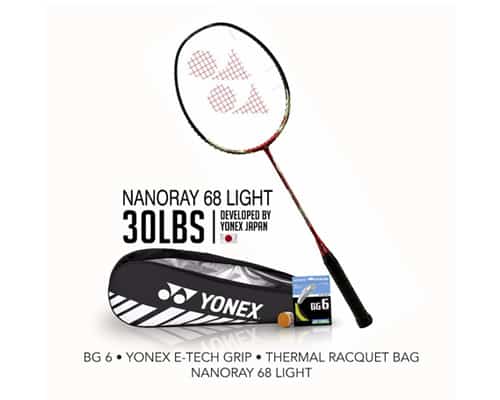 NANORAY 68 LIGHT
30LBS
DEVELOPED BY
YONEX JAPAN
YONEX
BG 6
BG 6 • YONEX E-TECH GRIP • THERMAL RACQUET BAG
NANORAY 68 LIGHT